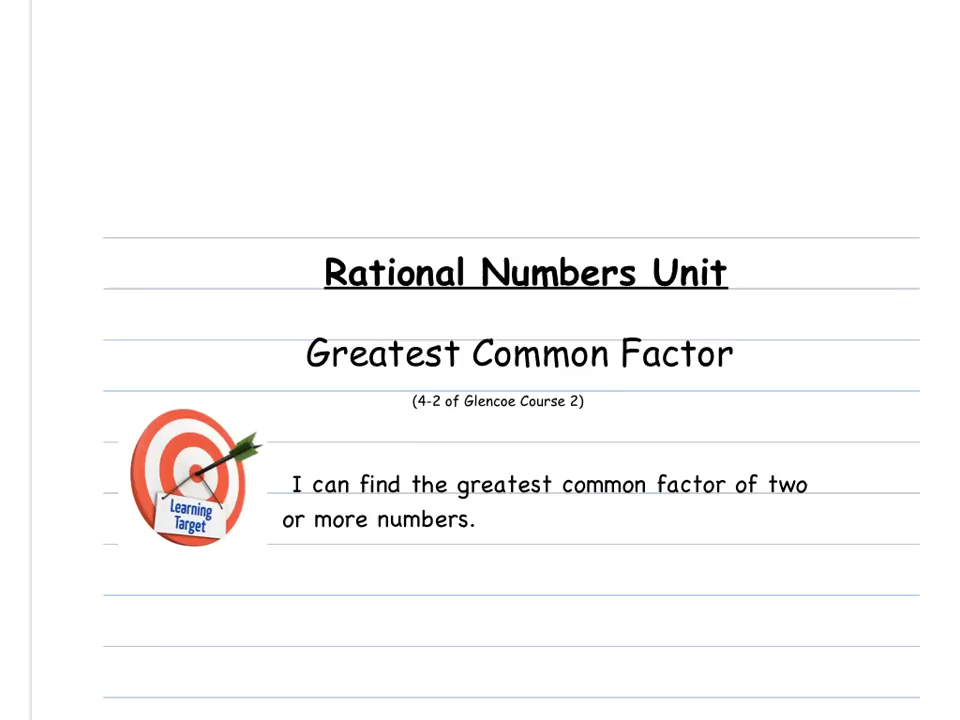 Rational Numbers Unit
Greatest Common Factor
(4-2 of Glencoe Course 2)
Learning
Target
I can find the greatest common factor of two
or more numbers.